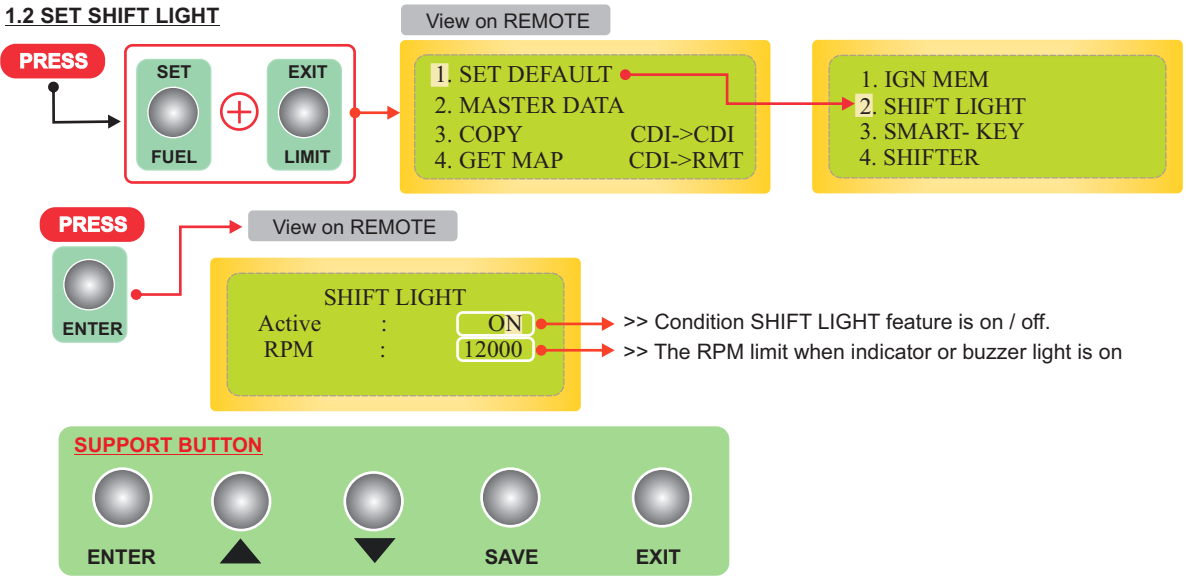 1.2 SET SHIFT LIGHT
View on REMOTE
PRESS
SET
FUEL
EXIT
LIMIT
1. SET DEFAULT
2. MASTER DATA
3. COPY CDI->CDI
4. GET MAP CDI->RMT
1. IGN MEM
2. SHIFT LIGHT
3. SMART- KEY
4. SHIFTER
PRESS
ENTER
View on REMOTE
SHIFT LIGHT
Active : ON
RPM : 12000
>> Condition SHIFT LIGHT feature is on / off.
>> The RPM limit when indicator or buzzer light is on
SUPPORT BUTTON
ENTER
SAVE
EXIT